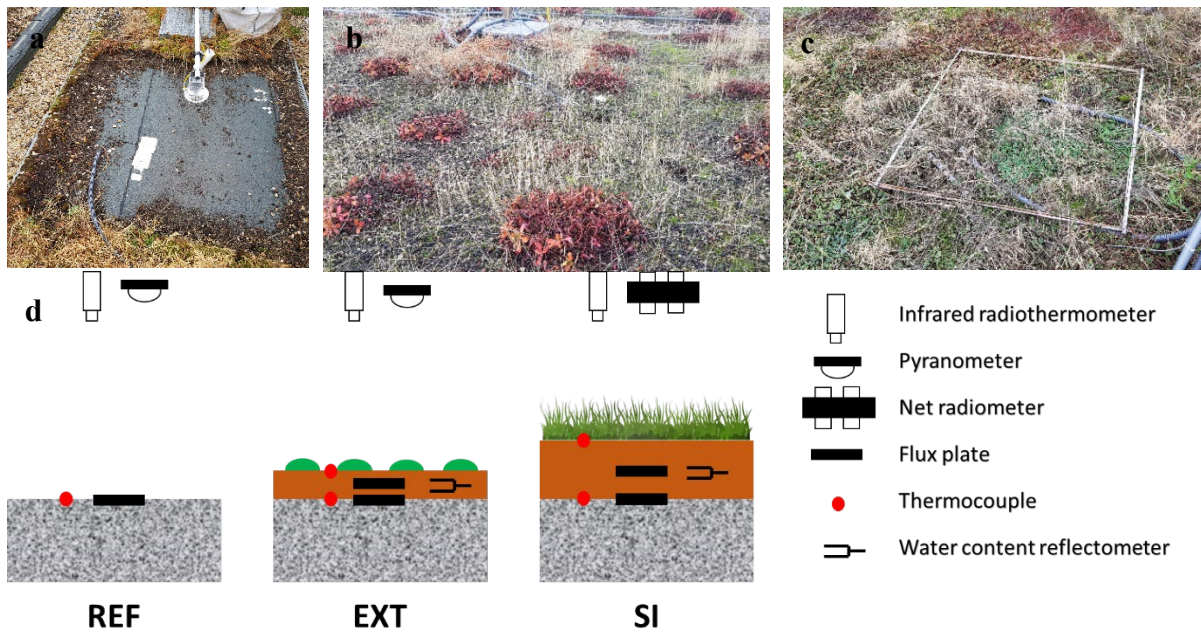 a
b
c
d
Infrared radiothermometer
Pyranometer
Net radiometer
Flux plate
Thermocouple
Water content reflectometer
REF
EXT
SI